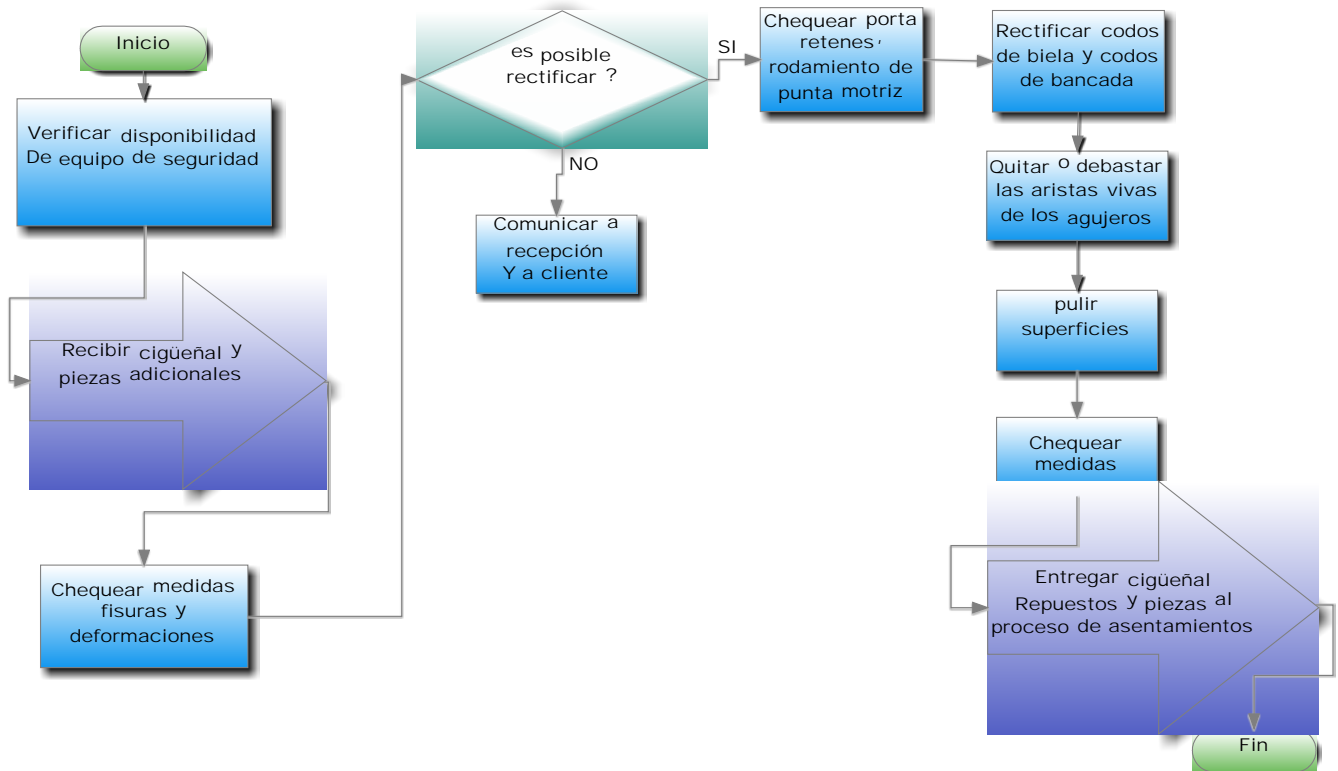 Inicio
Verificar disponibilidad
De equipo de seguridad
Recibir cigüeñal y
piezas adicionales
Chequear medidas
fisuras y
deformaciones
es posible
rectificar ?
NO
Comunicar a
recepción
Y a cliente
SI
Chequear porta
retenes,
rodamiento de
punta motriz
Rectificar codos
de biela y codos
de bancada
Quitar o debastar
las aristas vivas
de los agujeros
pulir
superficies
Chequear
medidas
Entregar cigüeñal
Repuestos y piezas al
proceso de asentamientos
Fin